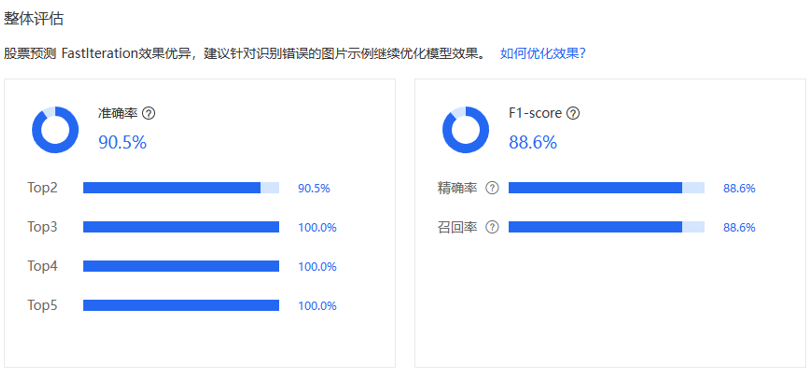 整体评估
股票预测 FastIteration效果优异，建议针对识别错误的图片示例继续优化模型效果。 如何优化效果？
准确率 ?
90.5%
Top2 90.5%
Top3 100.0%
Top4 100.0%
Top5 100.0%
F1-score ?
88.6%
精确率 ? 88.6%
召回率 ? 88.6%